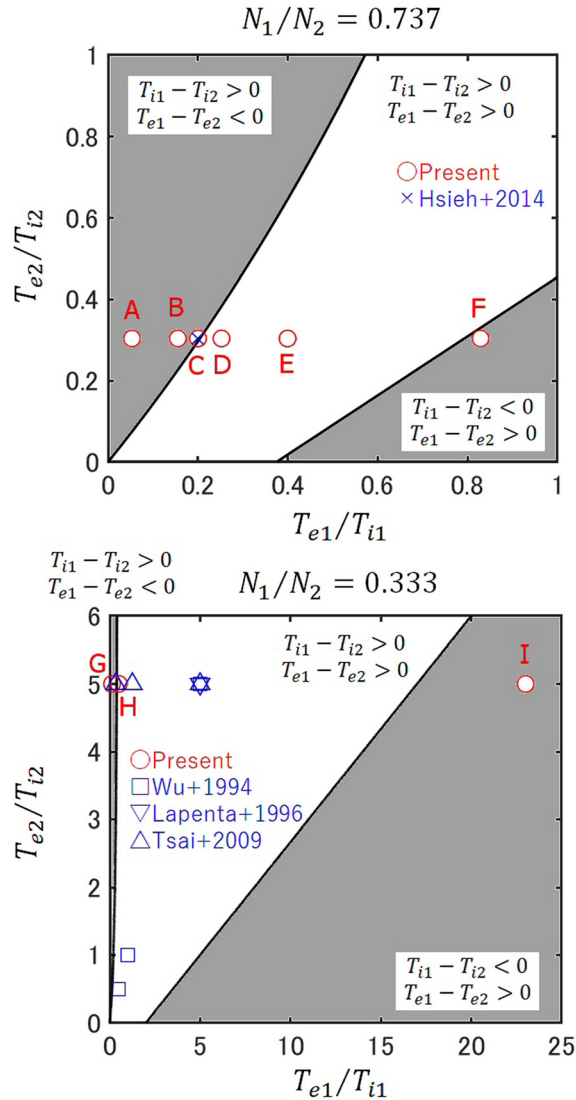 N₁/N₂ = 0.737
1
Tᵢ₁ − Tᵢ₂ > 0
Tₑ₁ − Tₑ₂ < 0
Tᵢ₁ − Tᵢ₂ > 0
Tₑ₁ − Tₑ₂ > 0
0.8
Present
Hsieh+2014
0.6
Tₑ₂/Tᵢ₂
0.4
A
B
F
C
D
E
0.2
Tᵢ₁ − Tᵢ₂ < 0
Tₑ₁ − Tₑ₂ > 0
0
0 0.2 0.4 0.6 0.8 1
Tₑ₁/Tᵢ₁
Tᵢ₁ − Tᵢ₂ > 0
Tₑ₁ − Tₑ₂ < 0
N₁/N₂ = 0.333
6
Tᵢ₁ − Tᵢ₂ > 0
Tₑ₁ − Tₑ₂ > 0
G
I
5
H
4
Present
Wu+1994
Lapenta+1996
Tsai+2009
3
Tₑ₂/Tᵢ₂
2
1
Tᵢ₁ − Tᵢ₂ < 0
Tₑ₁ − Tₑ₂ > 0
0
0 5 10 15 20 25
Tₑ₁/Tᵢ₁